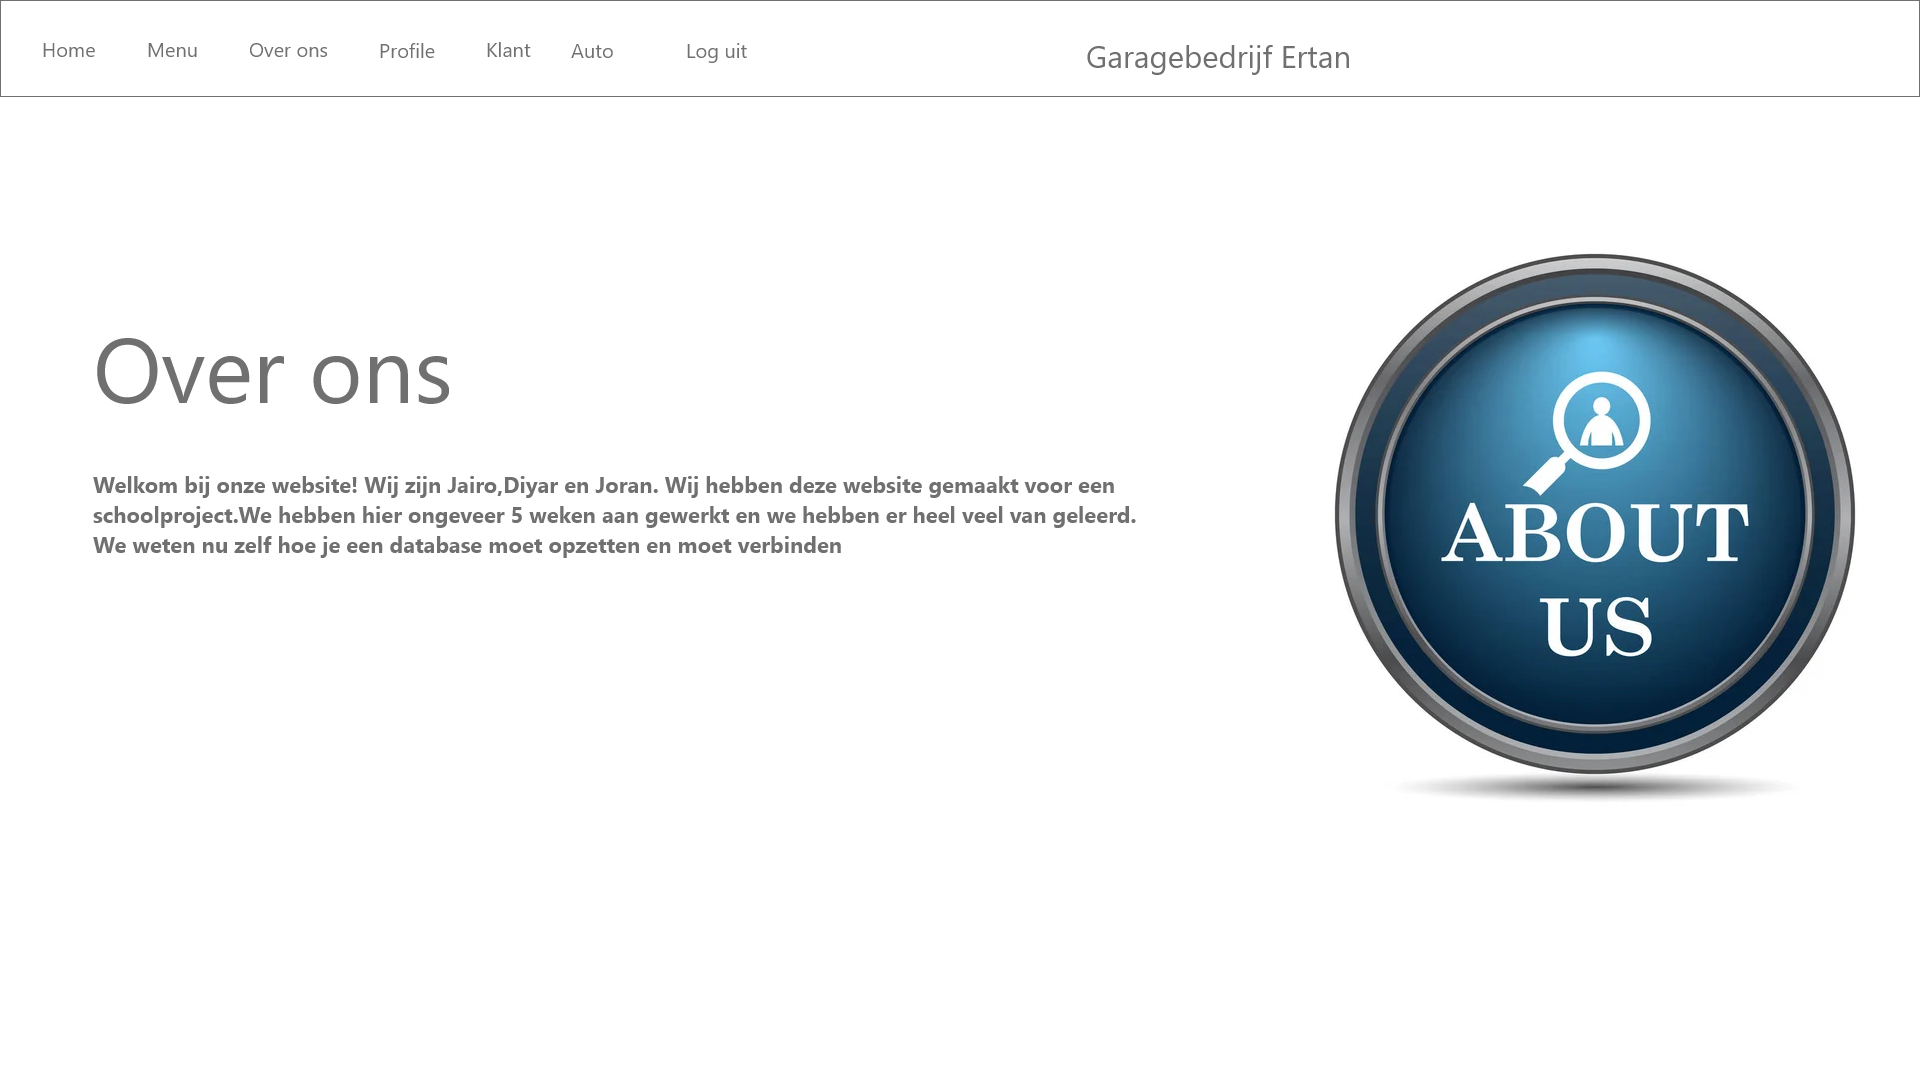 Home Menu Over ons Profile Klant Auto Log uit Garagebedrijf Ertan
Over ons
Welkom bij onze website! Wij zijn Jairo,Diyar en Joran. Wij hebben deze website gemaakt voor een
schoolproject.We hebben hier ongeveer 5 weken aan gewerkt en we hebben er heel veel van geleerd.
We weten nu zelf hoe je een database moet opzetten en moet verbinden
ABOUT
US